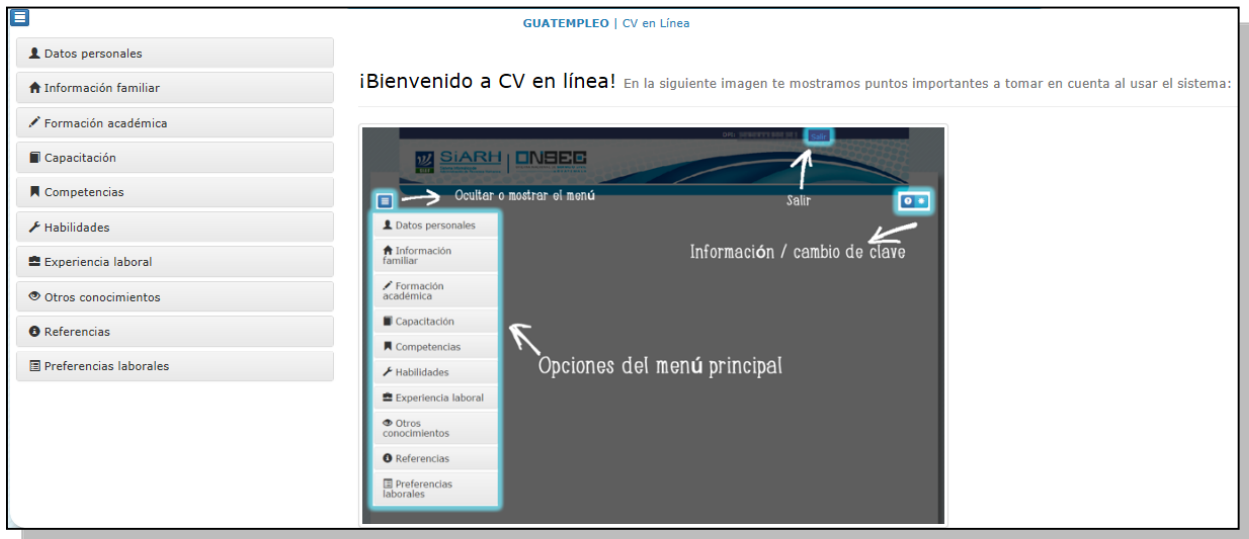 GUATEMPLEO | CV en Línea
Datos personales
Información familiar
Formación académica
Capacitación
Competencias
Habilidades
Experiencia laboral
Otros conocimientos
Referencias
Preferencias laborales
¡Bienvenido a CV en línea! En la siguiente imagen te mostramos puntos importantes a tomar en cuenta al usar el sistema:
Salir
SiARH | ONSEC
Ocultar o mostrar el menú
Salir
Información / cambio de clave
Datos personales
Información
familiar
Formación
académica
Capacitación
Competencias
Habilidades
Experiencia laboral
Otros
conocimientos
Referencias
Preferencias
laborales
Opciones del menú principal